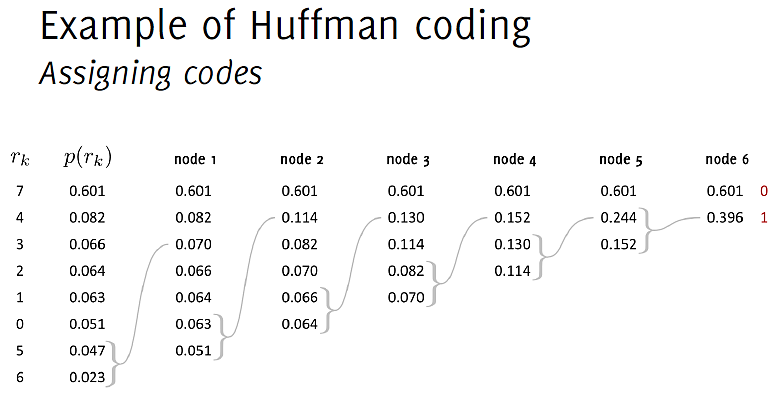 Example of Huffman coding
Assigning codes
r_k p(r_k) node 1 node 2 node 3 node 4 node 5 node 6
7 0.601 0.601 0.601 0.601 0.601 0.601 0.601 0
4 0.082 0.082 0.114 0.130 0.152 0.244 0.396 1
3 0.066 0.070 0.082 0.114 0.130 0.152
2 0.064 0.066 0.070 0.082 0.114
1 0.063 0.064 0.066 0.070
0 0.051 0.063 0.064
5 0.047 0.051
6 0.023